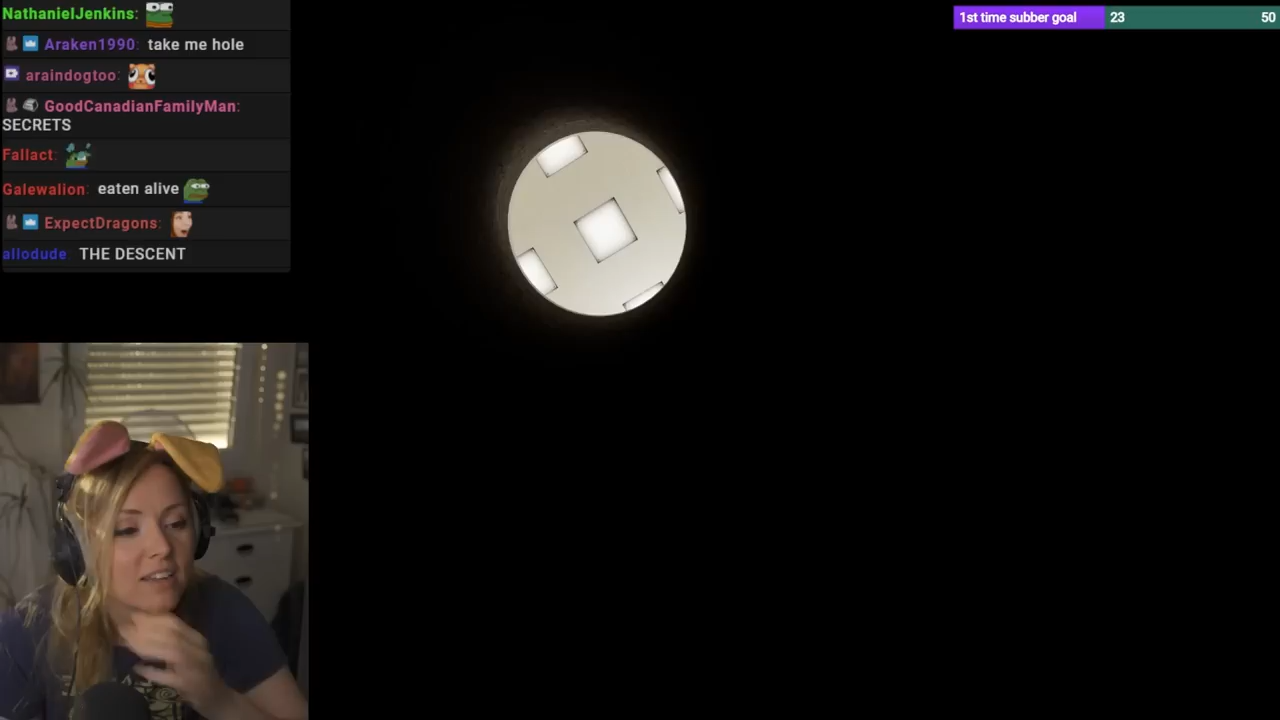 NathanielJenkins:
Araken1990: take me hole
araindogtoo:
GoodCanadianFamilyMan:
SECRETS
Fallact:
Galewalion: eaten alive
ExpectDragons:
allodude: THE DESCENT
1st time subber goal 23 50